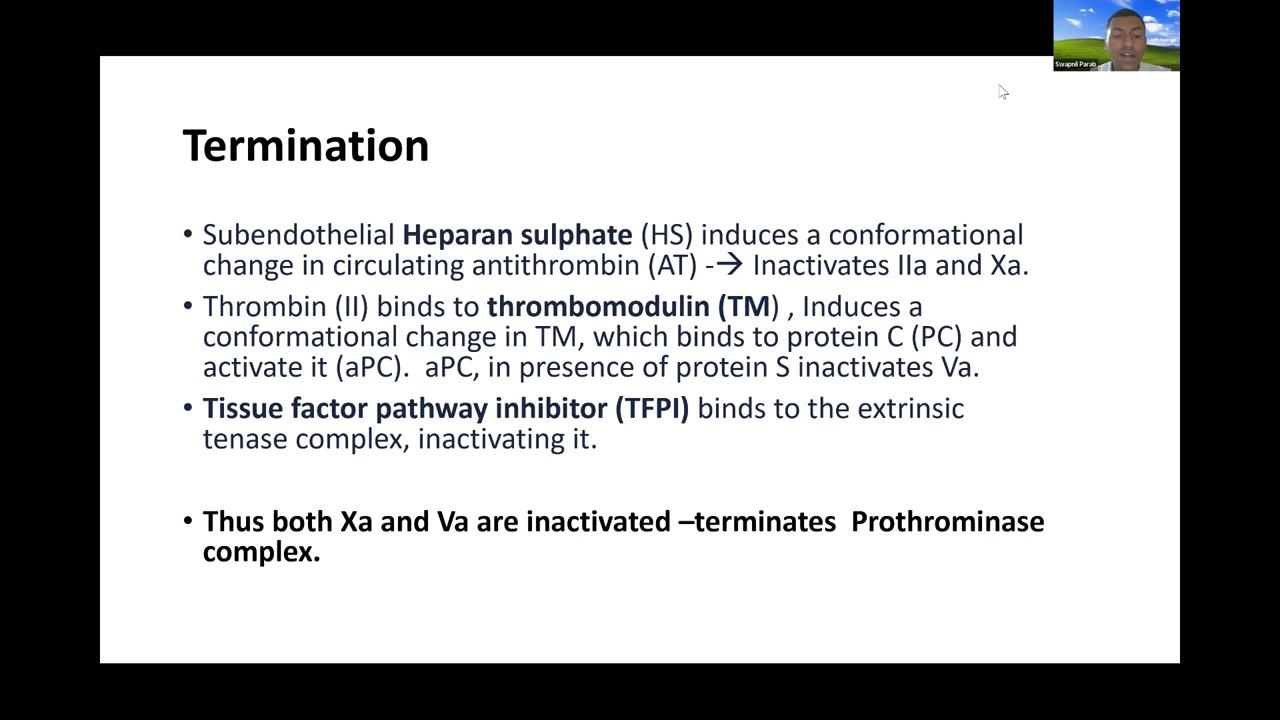 Swapnil Parab
Termination
• Subendothelial Heparan sulphate (HS) induces a conformational
change in circulating antithrombin (AT) -→ Inactivates IIa and Xa.
• Thrombin (II) binds to thrombomodulin (TM) , Induces a
conformational change in TM, which binds to protein C (PC) and
activate it (aPC).  aPC, in presence of protein S inactivates Va.
• Tissue factor pathway inhibitor (TFPI) binds to the extrinsic
tenase complex, inactivating it.
• Thus both Xa and Va are inactivated –terminates  Prothrominase
complex.